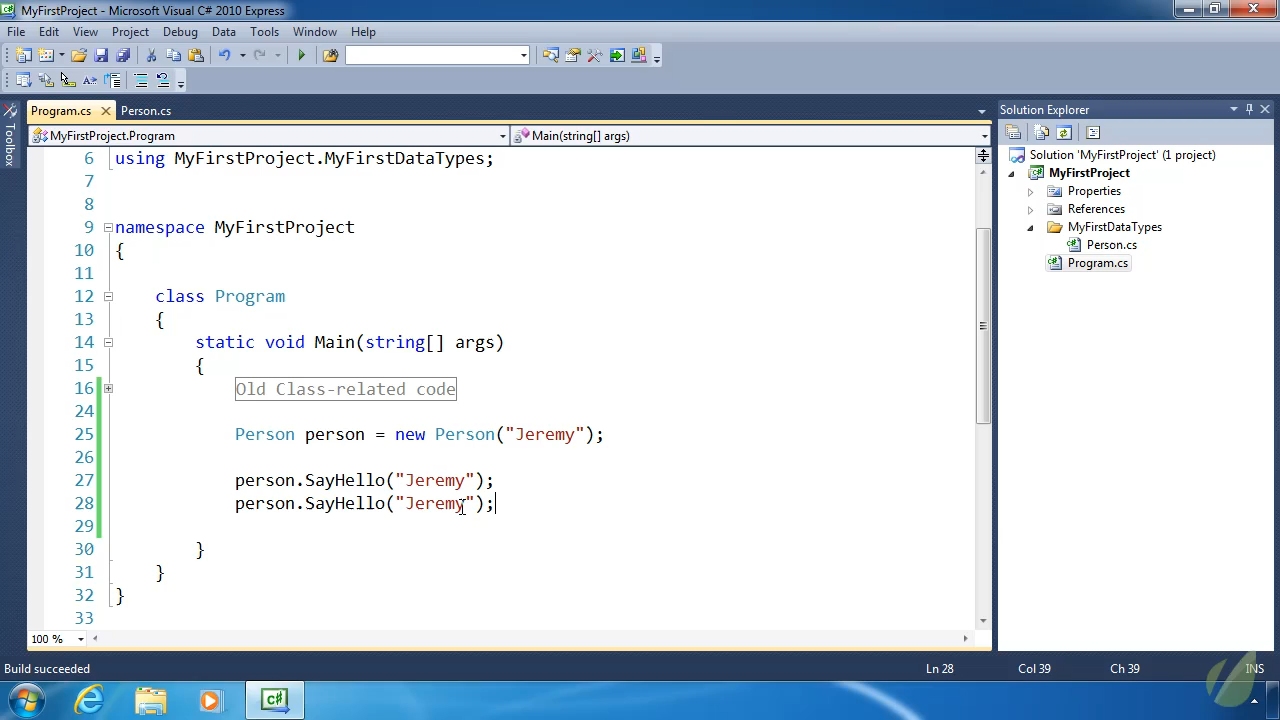 MyFirstProject - Microsoft Visual C# 2010 Express
File Edit View Project Debug Data Tools Window Help
Toolbox
Program.cs Person.cs
MyFirstProject.Program Main(string[] args)
6 using MyFirstProject.MyFirstDataTypes;
7
8
9 namespace MyFirstProject
10 {
11
12 class Program
13 {
14 static void Main(string[] args)
15 {
16 Old Class-related code
24
25 Person person = new Person("Jeremy");
26
27 person.SayHello("Jeremy");
28 person.SayHello("Jeremy");
29
30 }
31 }
32 }
33
100 %
Solution Explorer
Solution 'MyFirstProject' (1 project)
MyFirstProject
Properties
References
MyFirstDataTypes
Person.cs
Program.cs
Build succeeded Ln 28 Col 39 Ch 39 INS